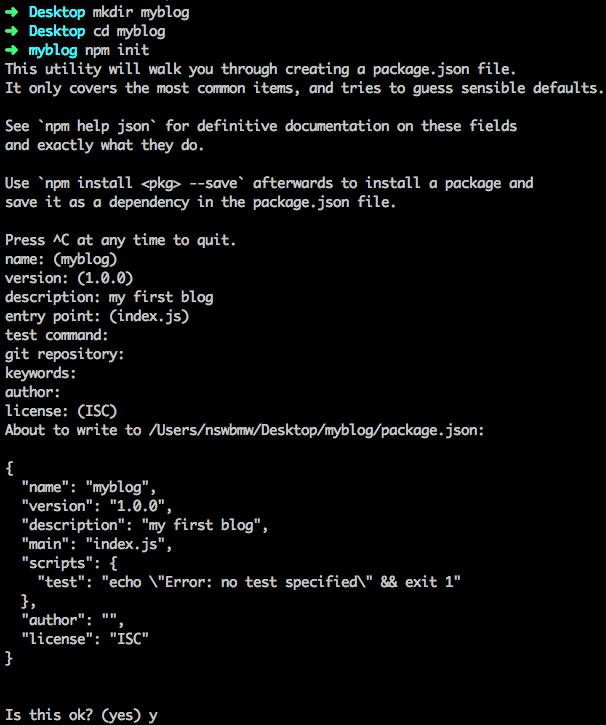 ➜ Desktop mkdir myblog
➜ Desktop cd myblog
➜ myblog npm init
This utility will walk you through creating a package.json file.
It only covers the most common items, and tries to guess sensible defaults.
See `npm help json` for definitive documentation on these fields
and exactly what they do.
Use `npm install <pkg> --save` afterwards to install a package and
save it as a dependency in the package.json file.
Press ^C at any time to quit.
name: (myblog)
version: (1.0.0)
description: my first blog
entry point: (index.js)
test command:
git repository:
keywords:
author:
license: (ISC)
About to write to /Users/nswbmw/Desktop/myblog/package.json:
{
  "name": "myblog",
  "version": "1.0.0",
  "description": "my first blog",
  "main": "index.js",
  "scripts": {
    "test": "echo \"Error: no test specified\" && exit 1"
  },
  "author": "",
  "license": "ISC"
}
Is this ok? (yes) y